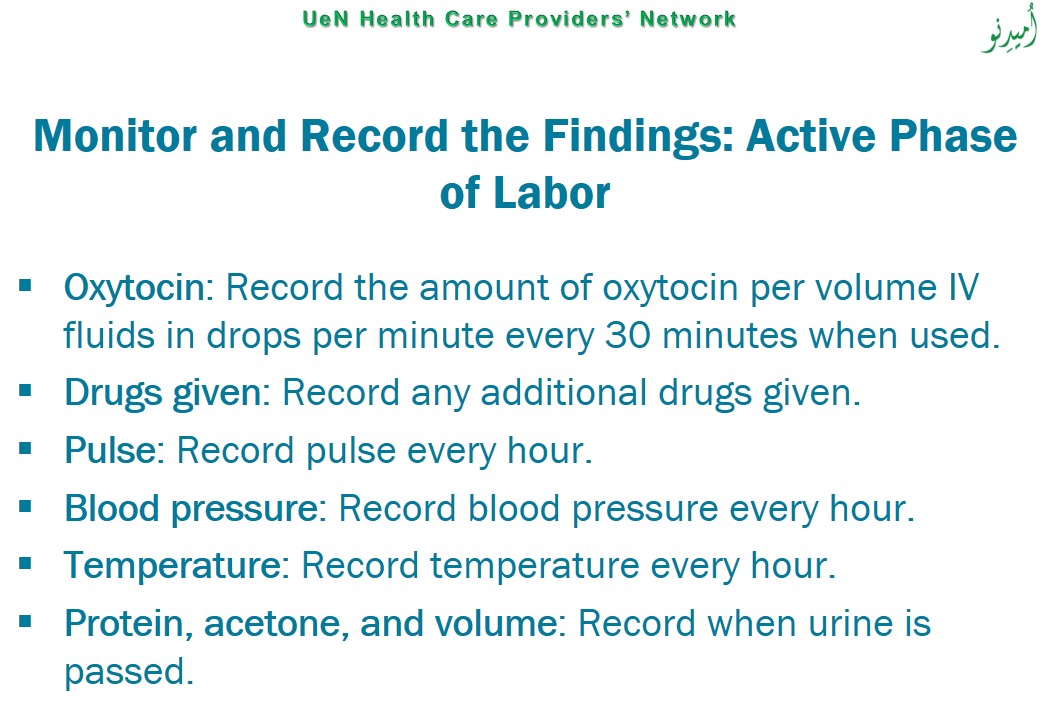 UeN Health Care Providers’ Network
اُميدِنو
Monitor and Record the Findings: Active Phase
of Labor
▪ Oxytocin: Record the amount of oxytocin per volume IV
fluids in drops per minute every 30 minutes when used.
▪ Drugs given: Record any additional drugs given.
▪ Pulse: Record pulse every hour.
▪ Blood pressure: Record blood pressure every hour.
▪ Temperature: Record temperature every hour.
▪ Protein, acetone, and volume: Record when urine is
passed.